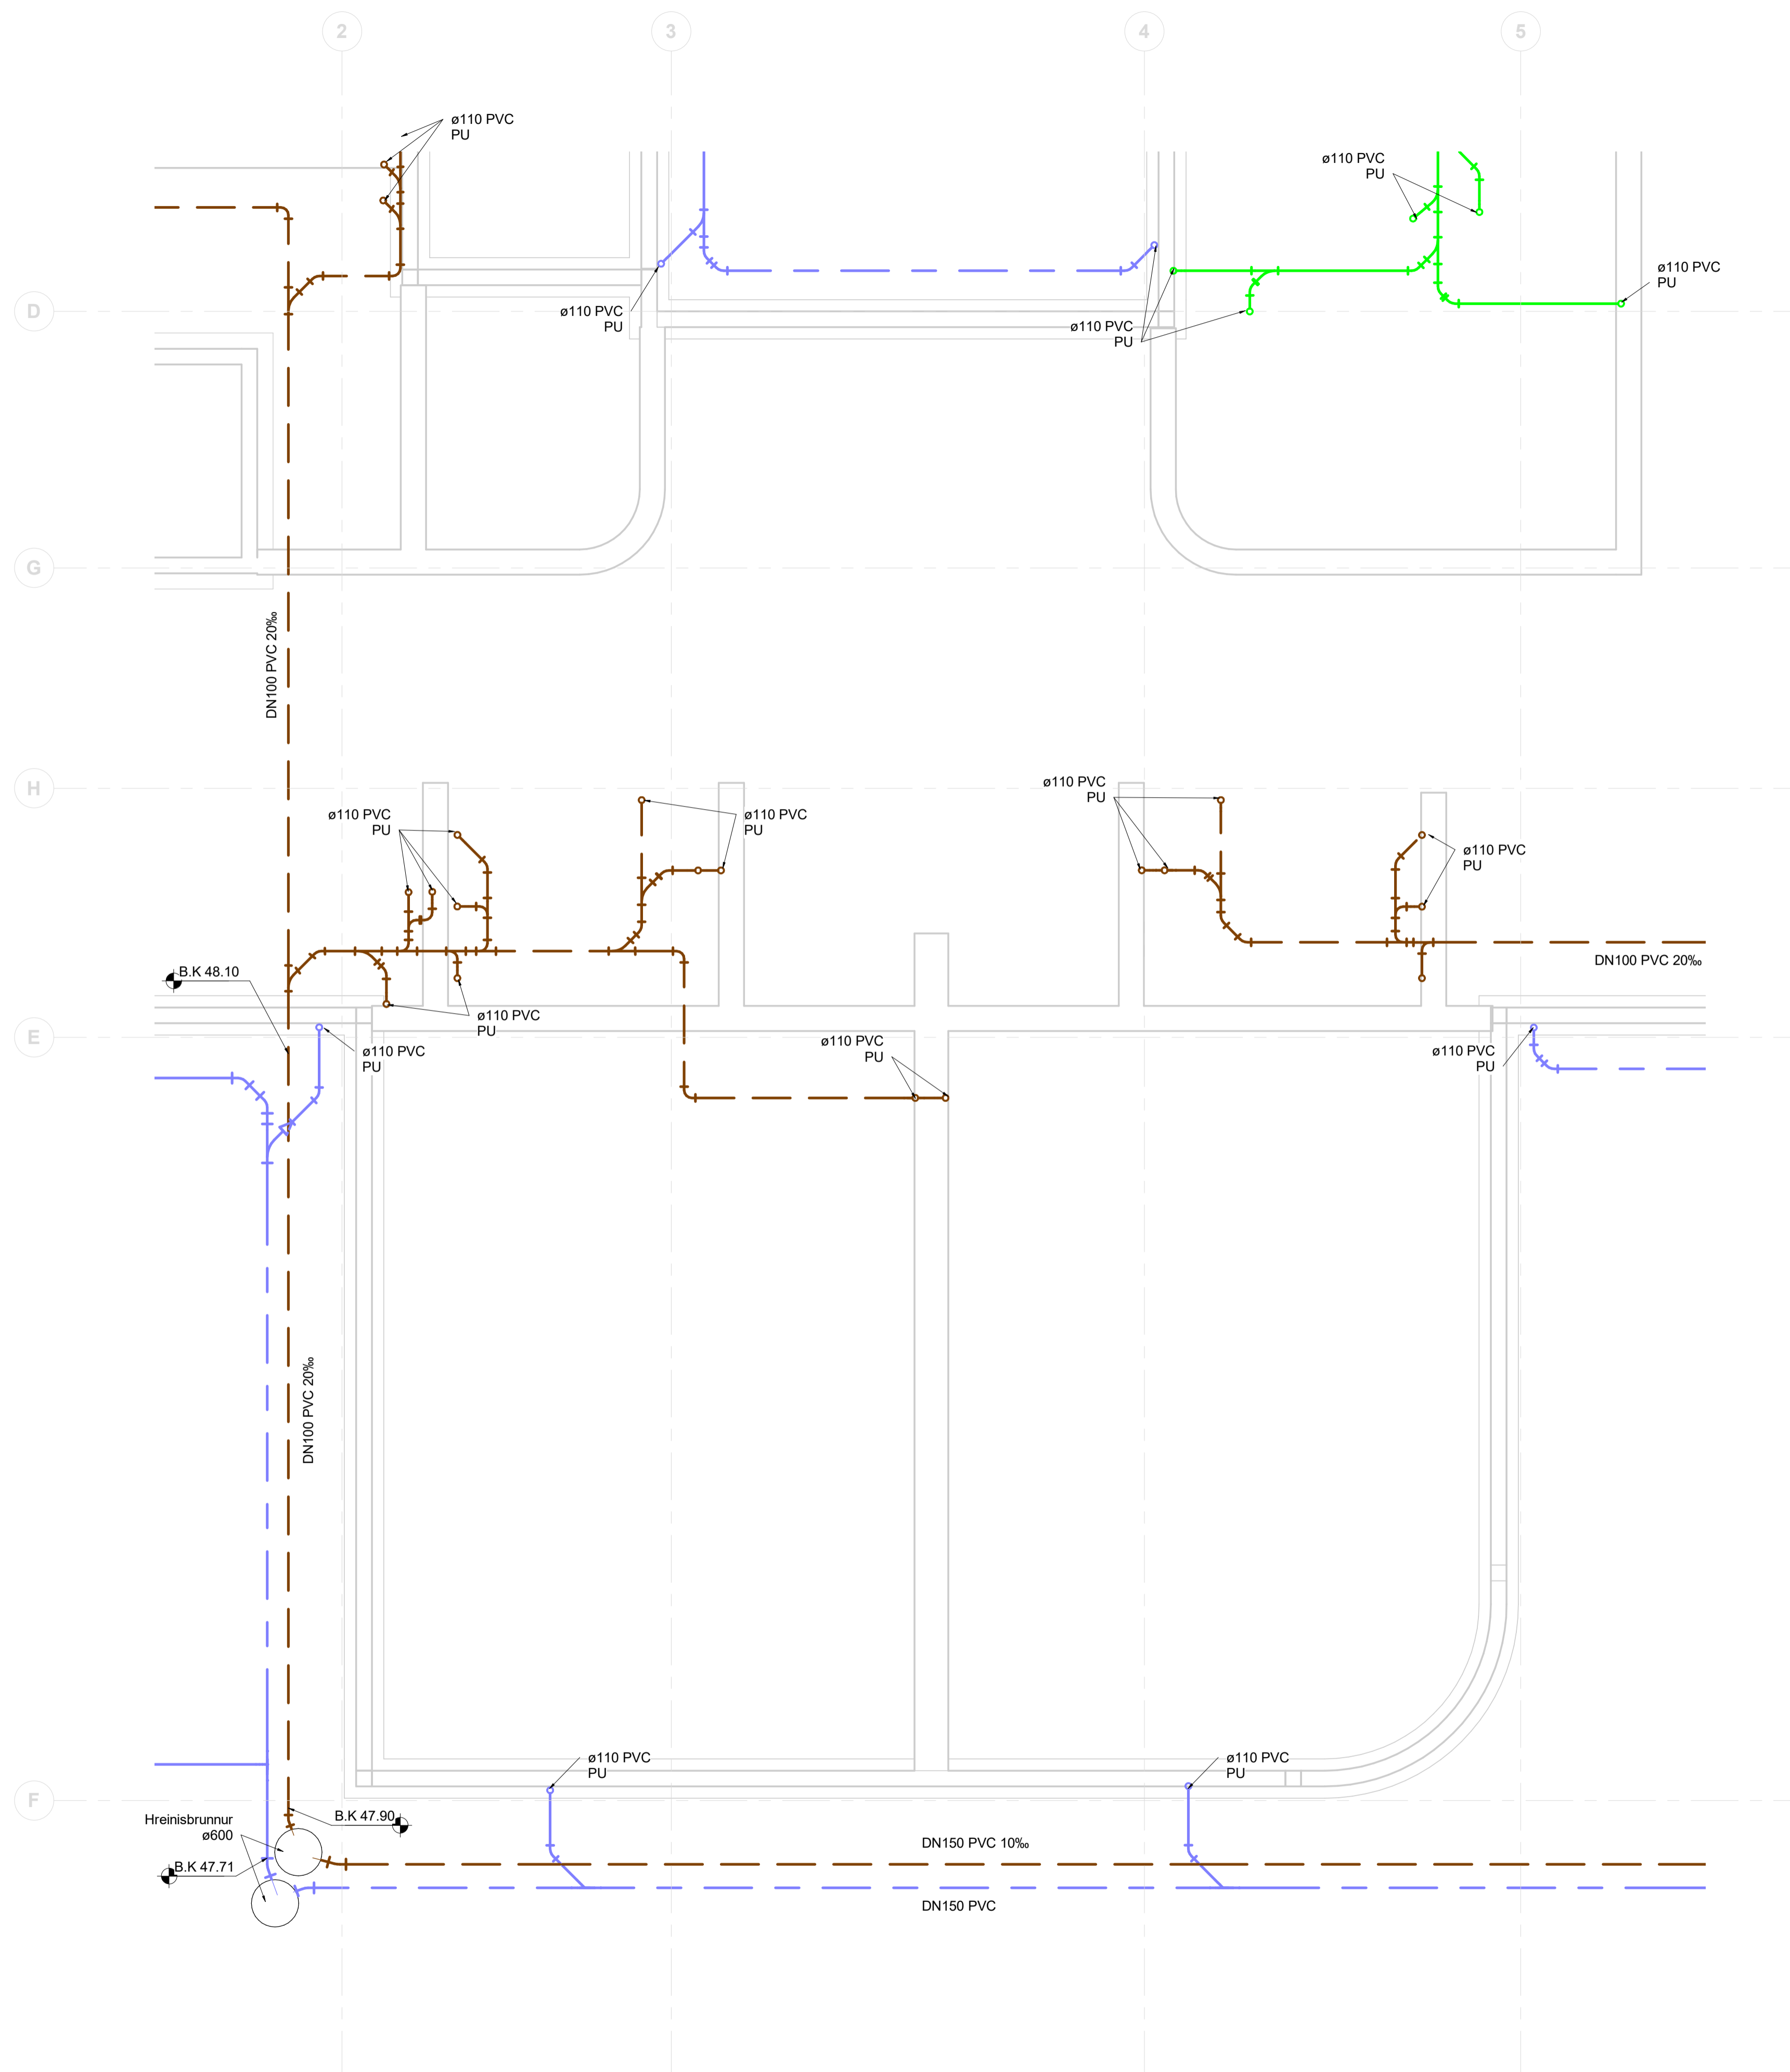 2
3
4
5
ø110 PVC
PU
ø110 PVC
PU
ø110 PVC
PU
D
ø110 PVC
PU
ø110 PVC
PU
G
DN100 PVC 20‰
H
ø110 PVC
PU
ø110 PVC
PU
ø110 PVC
PU
ø110 PVC
PU
DN100 PVC 20‰
B.K 48.10
ø110 PVC
PU
E
ø110 PVC
PU
ø110 PVC
PU
ø110 PVC
PU
DN100 PVC 20‰
ø110 PVC
PU
ø110 PVC
PU
F
Hreinisbrunnur
ø600
B.K 47.90
B.K 47.71
DN150 PVC 10‰
DN150 PVC